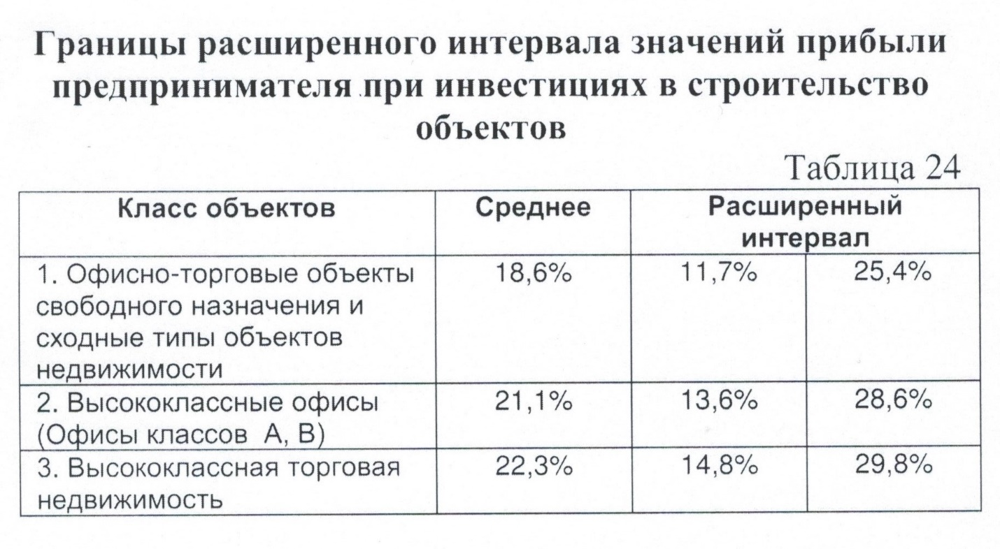 Границы расширенного интервала значений прибыли
предпринимателя при инвестициях в строительство
объектов
Таблица 24
Класс объектов
Среднее
Расширенный
интервал
1. Офисно-торговые объекты
свободного назначения и
сходные типы объектов
недвижимости
18,6%
11,7%
25,4%
2. Высококлассные офисы
(Офисы классов А, В)
21,1%
13,6%
28,6%
3. Высококлассная торговая
недвижимость
22,3%
14,8%
29,8%